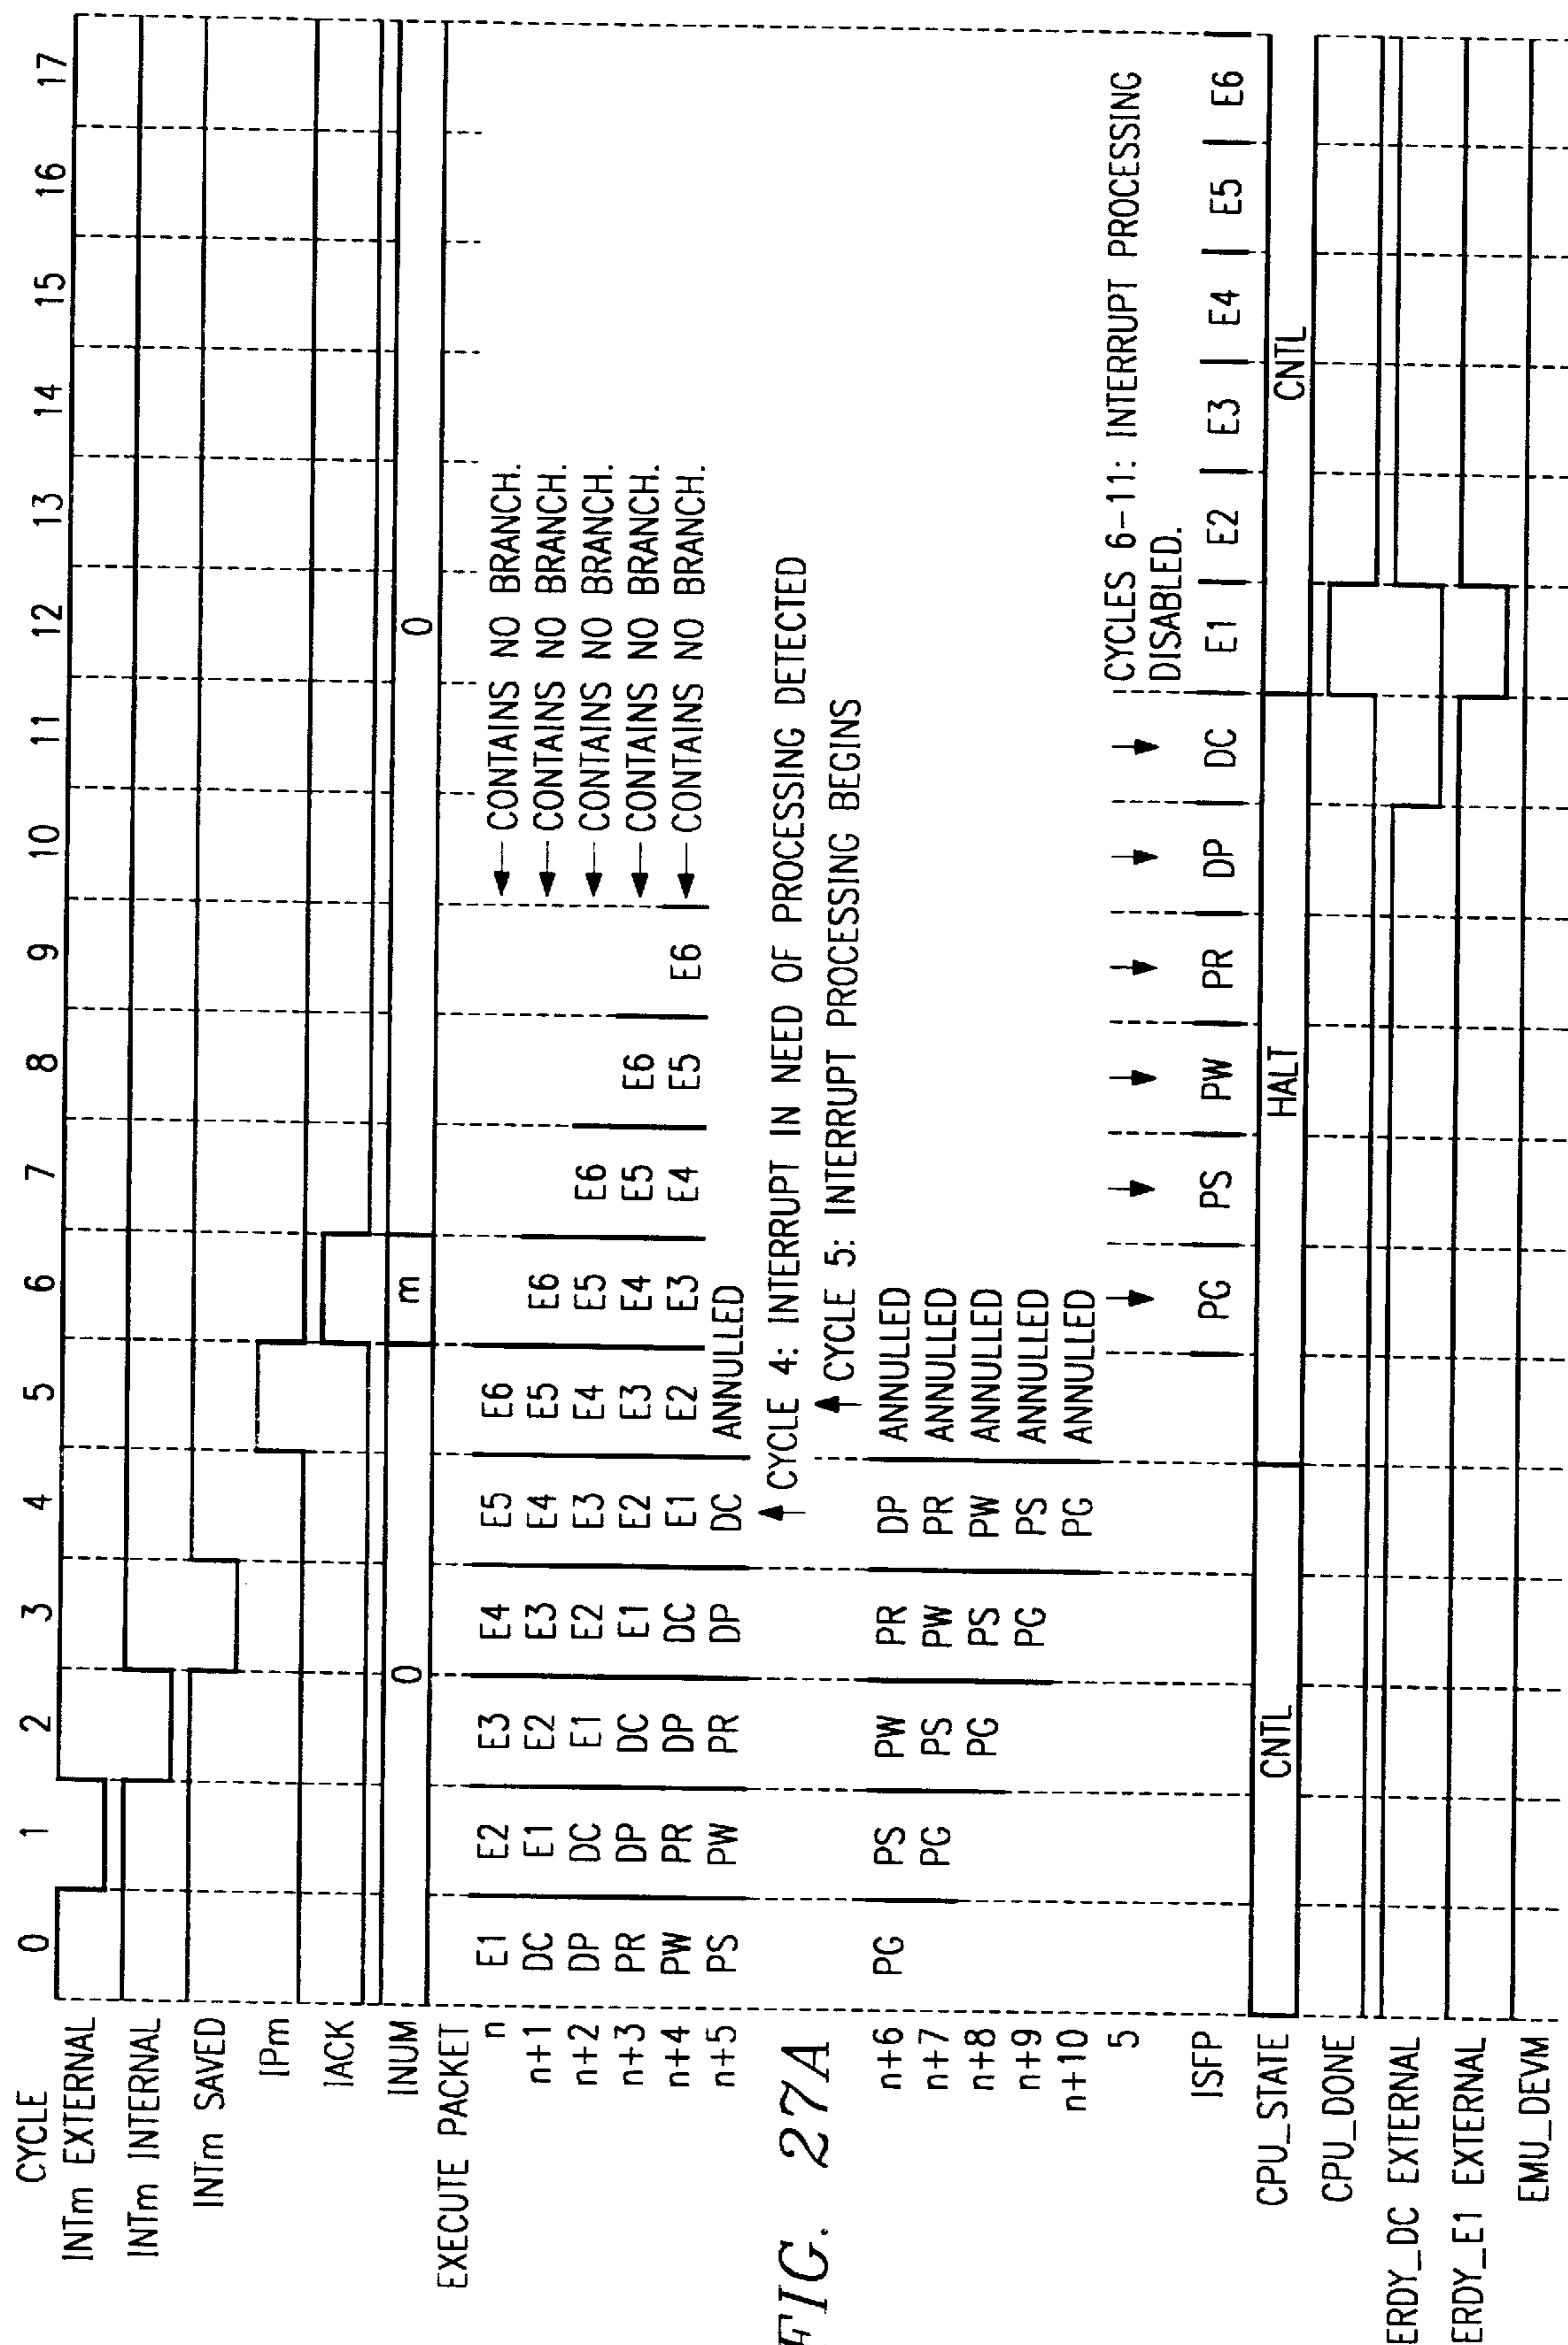 CYCLE 0 1 2 3 4 5 6 7 8 9 10 11 12 13 14 15 16 17
INTm EXTERNAL
INTm INTERNAL
INTm SAVED
IPm
IACK
INUM 0 m 0
EXECUTE PACKET
n E1 E2 E3 E4 E5 E6 CONTAINS NO BRANCH.
n+1 DC E1 E2 E3 E4 E5 E6 CONTAINS NO BRANCH.
n+2 DP DC E1 E2 E3 E4 E5 E6 CONTAINS NO BRANCH.
n+3 PR DP DC E1 E2 E3 E4 E5 E6 CONTAINS NO BRANCH.
n+4 PW PR DP DC E1 E2 E3 E4 E5 E6 CONTAINS NO BRANCH.
n+5 PS PW PR DP DC ANNULLED
CYCLE 4: INTERRUPT IN NEED OF PROCESSING DETECTED
FIG. 27A
CYCLE 5: INTERRUPT PROCESSING BEGINS
n+6 PG PS PW PR DP ANNULLED
n+7 PG PS PW PR ANNULLED
n+8 PG PS PW ANNULLED
n+9 PG PS ANNULLED
n+10 PG ANNULLED
5 CYCLES 6-11: INTERRUPT PROCESSING
DISABLED.
ISFP PG PS PW PR DP DC E1 E2 E3 E4 E5 E6
CPU_STATE CNTL HALT CNTL
CPU_DONE
ERDY_DC EXTERNAL
ERDY_E1 EXTERNAL
EMU_DEVM